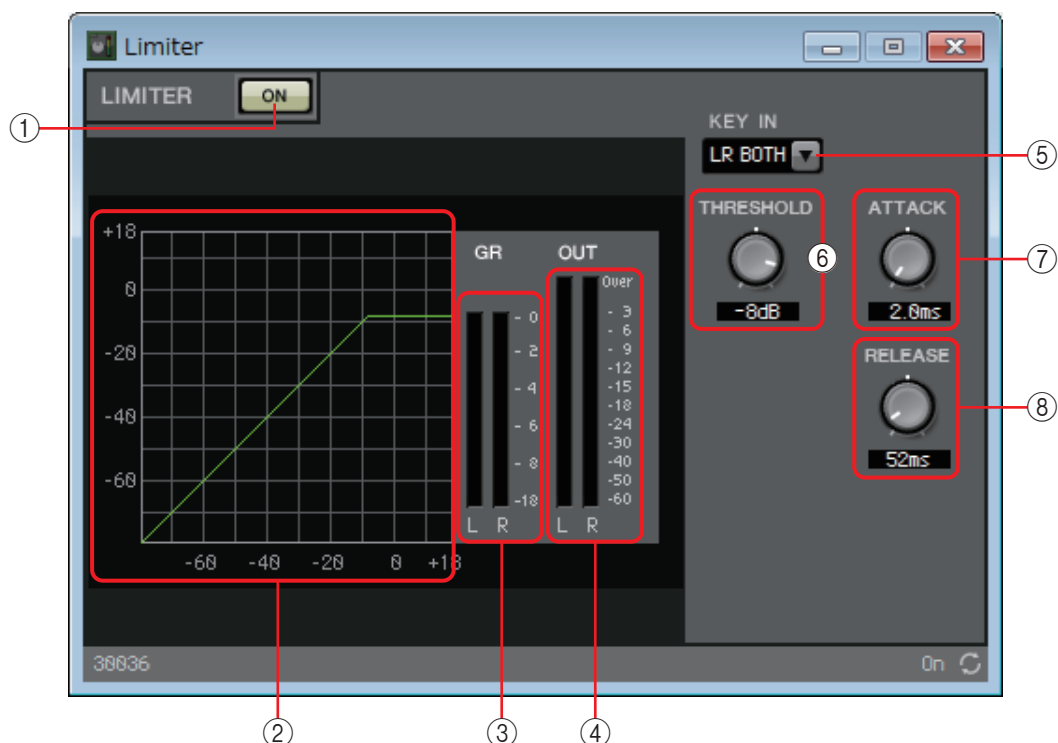 Limiter
LIMITER
ON
①
KEY IN
LR BOTH
⑤
THRESHOLD
ATTACK
⑥
⑦
-8dB
2.0ms
RELEASE
⑧
52ms
+18
0
-20
-40
-60
-60 -40 -20 0 +18
GR
0
- 2
- 4
- 6
- 8
-18
L R
OUT
Over
- 3
- 6
- 9
-12
-15
-18
-24
-30
-40
-50
-60
L R
30036
On
②
③
④